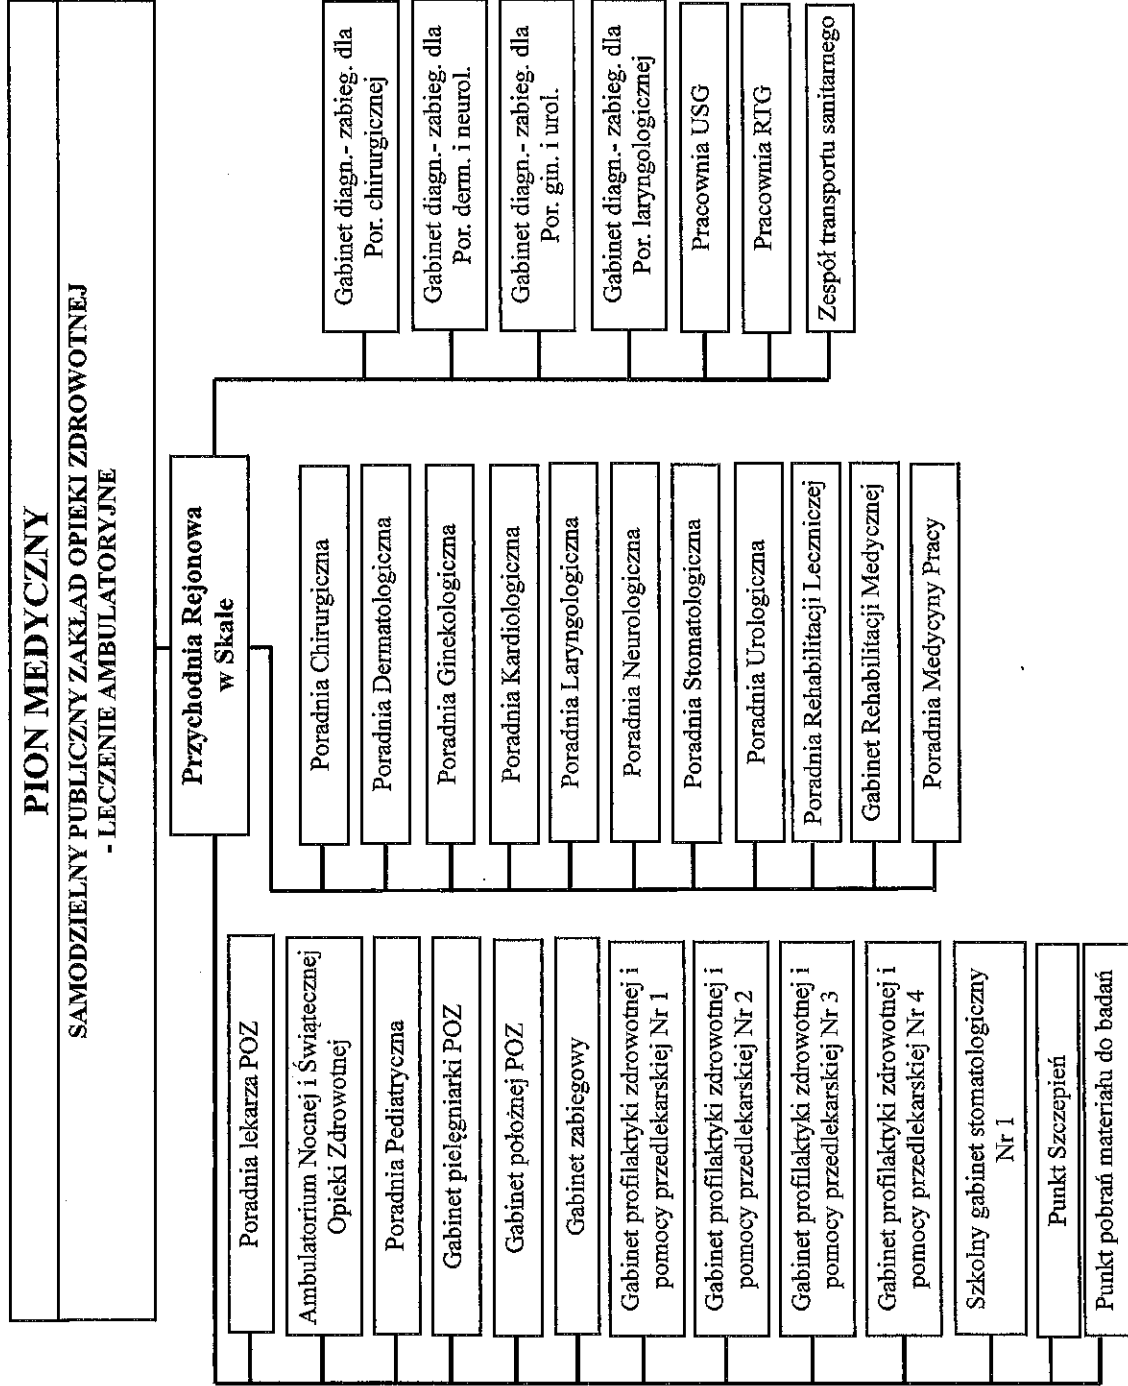 PION MEDYCZNY
SAMODZIELNY PUBLICZNY ZAKŁAD OPIEKI ZDROWOTNEJ
- LECZENIE AMBULATORYJNE
Przychodnia Rejonowa
w Skale
Poradnia lekarza POZ
Ambulatorium Nocnej i Świątecznej
Opieki Zdrowotnej
Poradnia Pediatryczna
Gabinet pielęgniarki POZ
Gabinet położnej POZ
Gabinet zabiegowy
Gabinet profilaktyki zdrowotnej i
pomocy przedlekarskiej Nr 1
Gabinet profilaktyki zdrowotnej i
pomocy przedlekarskiej Nr 2
Gabinet profilaktyki zdrowotnej i
pomocy przedlekarskiej Nr 3
Gabinet profilaktyki zdrowotnej i
pomocy przedlekarskiej Nr 4
Szkolny gabinet stomatologiczny
Nr 1
Punkt Szczepień
Punkt pobrań materiału do badań
Poradnia Chirurgiczna
Poradnia Dermatologiczna
Poradnia Ginekologiczna
Poradnia Kardiologiczna
Poradnia Laryngologiczna
Poradnia Neurologiczna
Poradnia Stomatologiczna
Poradnia Urologiczna
Poradnia Rehabilitacji Leczniczej
Gabinet Rehabilitacji Medycznej
Poradnia Medycyny Pracy
Gabinet diagn.- zabieg. dla
Por. chirurgicznej
Gabinet diagn.- zabieg. dla
Por. derm. i neurol.
Gabinet diagn.- zabieg. dla
Por. gin. i urol.
Gabinet diagn.- zabieg. dla
Por. laryngologicznej
Pracownia USG
Pracownia RTG
Zespół transportu sanitarnego